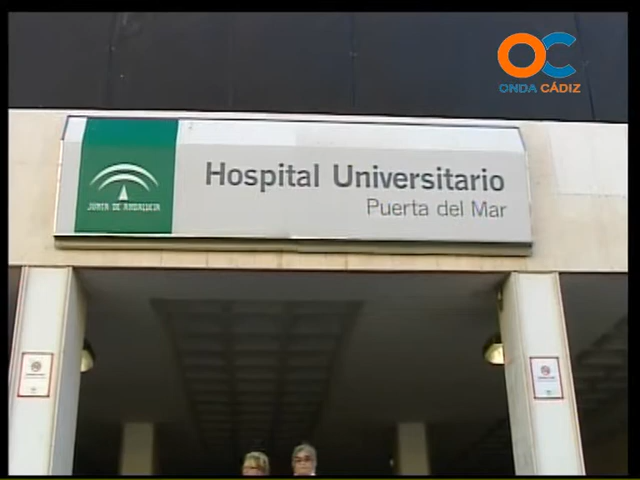 OC
ONDA CÁDIZ
Hospital Universitario
Puerta del Mar
JUNTA DE ANDALUCIA